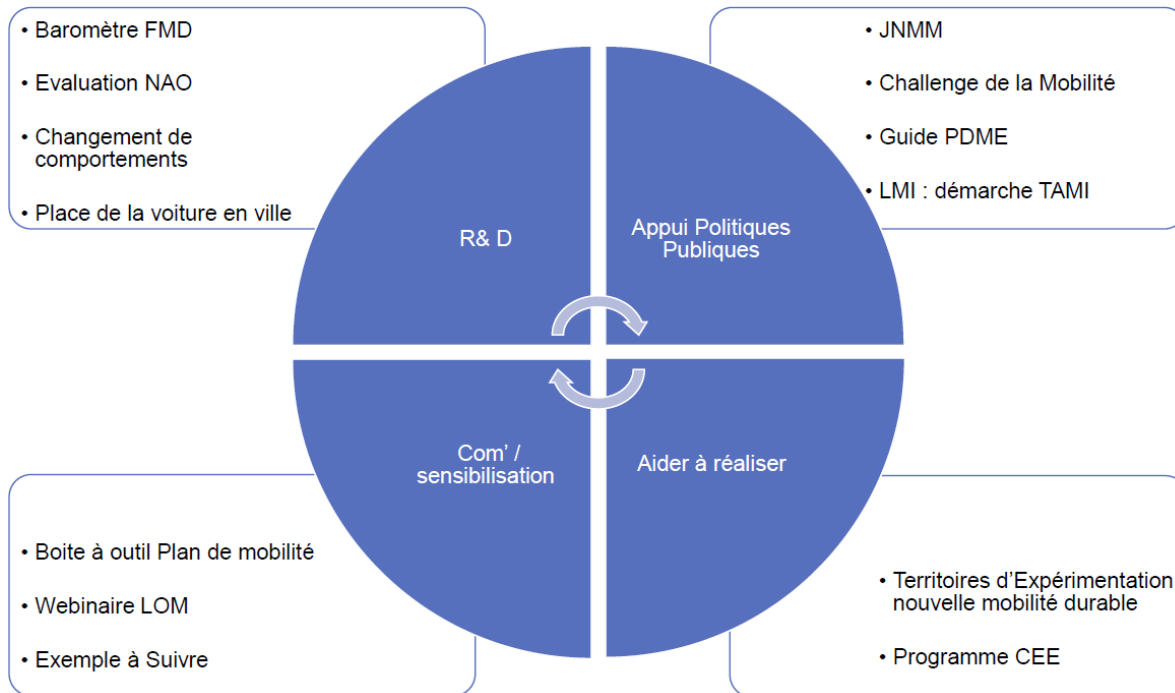 • Baromètre FMD
• Evaluation NAO
• Changement de
comportements
• Place de la voiture en ville
• JNMM
• Challenge de la Mobilité
• Guide PDME
• LMI : démarche TAMI
R& D
Appui Politiques
Publiques
Com’ /
sensibilisation
Aider à réaliser
• Boite à outil Plan de mobilité
• Webinaire LOM
• Exemple à Suivre
• Territoires d’Expérimentation
nouvelle mobilité durable
• Programme CEE